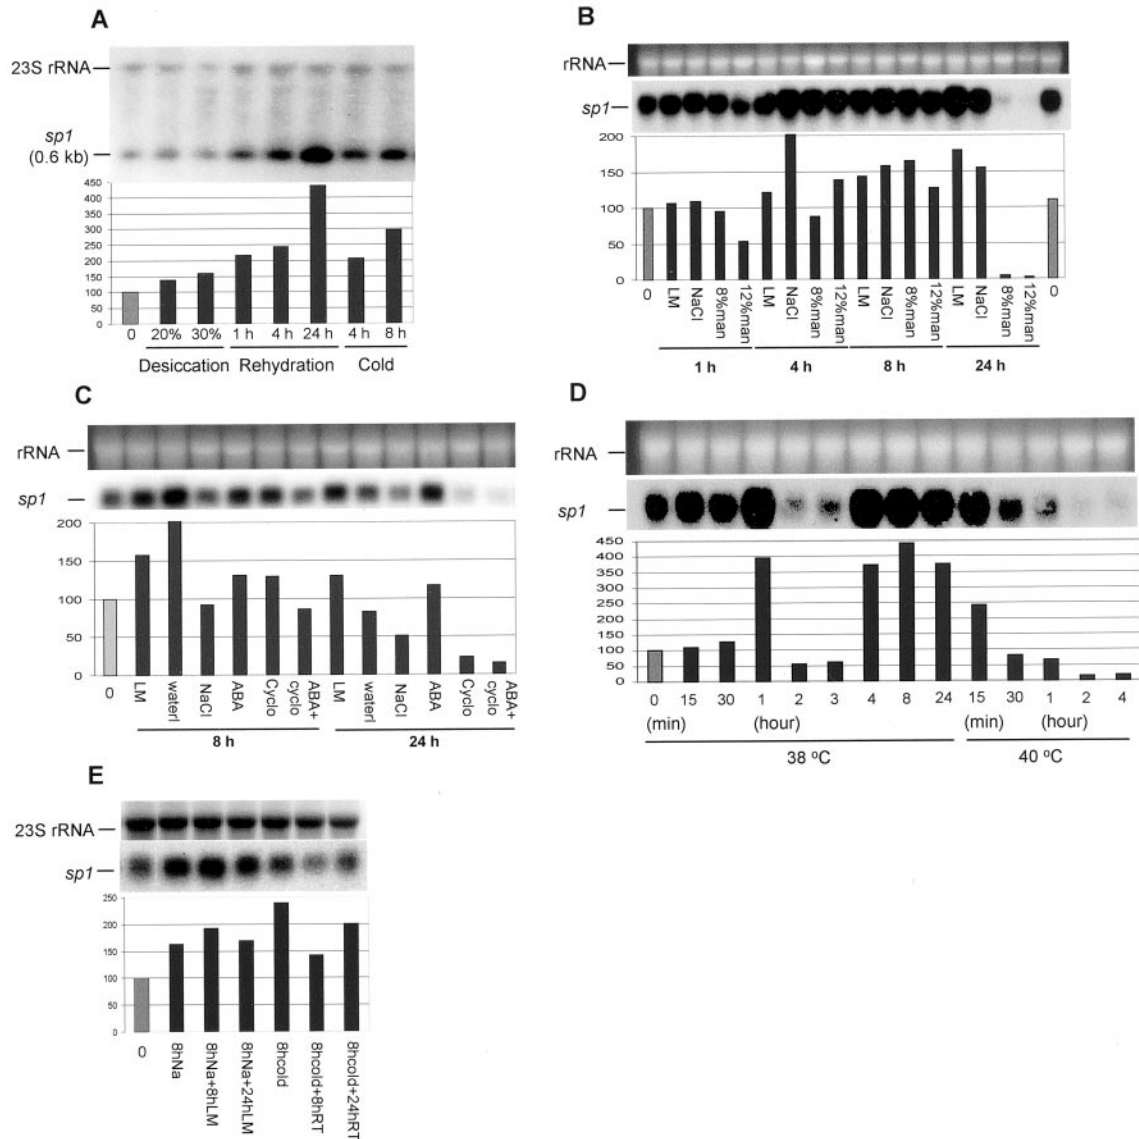 A
23S rRNA
sp1
(0.6 kb)
450
400
350
300
250
200
150
100
50
0
0 20% 30% 1 h 4 h 24 h 4 h 8 h
Desiccation Rehydration Cold
B
rRNA
sp1
200
150
100
50
0
0 LM NaCl 8%man 12%man LM NaCl 8%man 12%man LM NaCl 8%man 12%man LM NaCl 8%man 12%man 0
1 h 4 h 8 h 24 h
C
rRNA
sp1
200
150
100
50
0
0 LM waterl NaCl ABA Cyclo ABA+ cyclo LM waterl NaCl ABA Cyclo ABA+ cyclo
8 h 24 h
D
rRNA
sp1
450
400
350
300
250
200
150
100
50
0
0 15 30 1 2 3 4 8 24 15 30 1 2 4
(min) (hour) (min) (hour)
38 ºC 40 ºC
E
23S rRNA
sp1
250
200
150
100
50
0
0 8hNa 8hNa+8hLM 8hNa+24hLM 8hcold 8hcold+8hRT 8hcold+24hRT